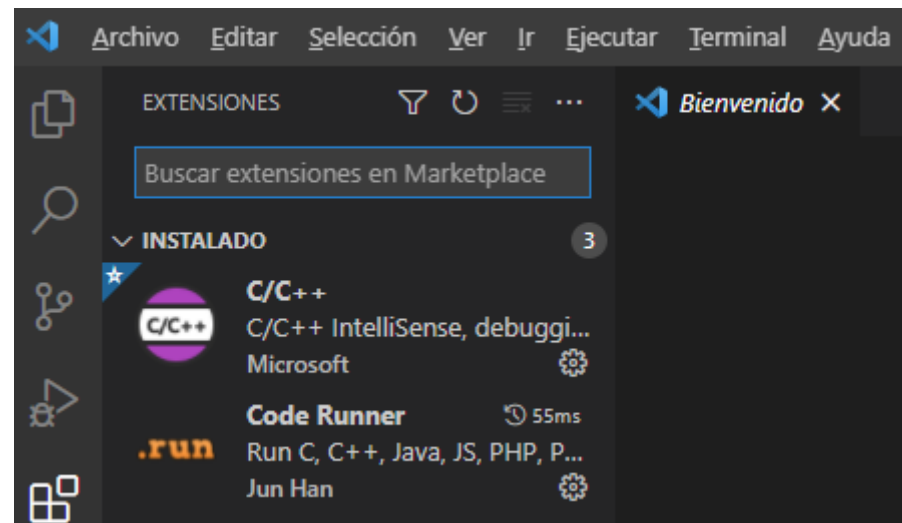 Archivo Editar Selección Ver Ir Ejecutar Terminal Ayuda
EXTENSIONES
Bienvenido
Buscar extensiones en Marketplace
INSTALADO 3
C/C++
C/C++
C/C++ IntelliSense, debuggi...
Microsoft
Code Runner 55ms
.run
Run C, C++, Java, JS, PHP, P...
Jun Han